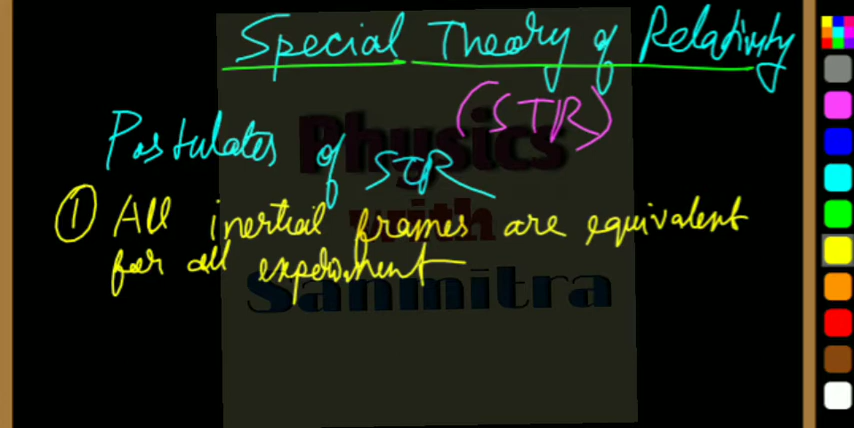 Special Theory of Relativity
(STR)
Postulates of STR
① All inertial frames are equivalent
for all experiment
Physics
with
Sanmitra